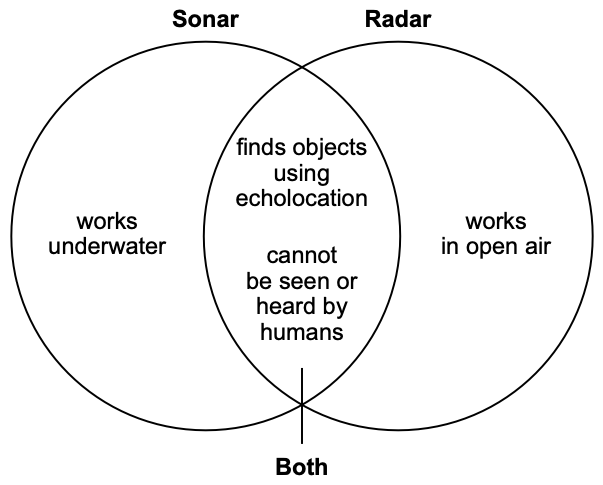 Sonar
Radar
finds objects
using
echolocation
cannot
be seen or
heard by
humans
works
underwater
works
in open air
Both